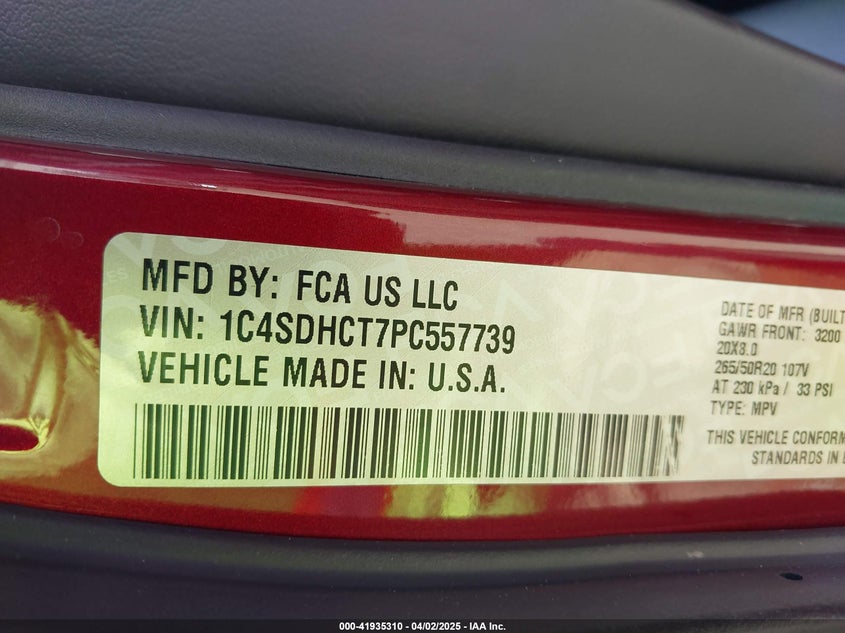 MFD BY: FCA US LLC
VIN: 1C4SDHCT7PC557739
VEHICLE MADE IN: U.S.A.
DATE OF MFR (BUILT
GAWR FRONT: 3200
20X8.0
265/50R20 107V
AT 230 kPa / 33 PSI
TYPE: MPV
THIS VEHICLE CONFORM
STANDARDS IN
000-41935310 - 04/02/2025 - IAA Inc.